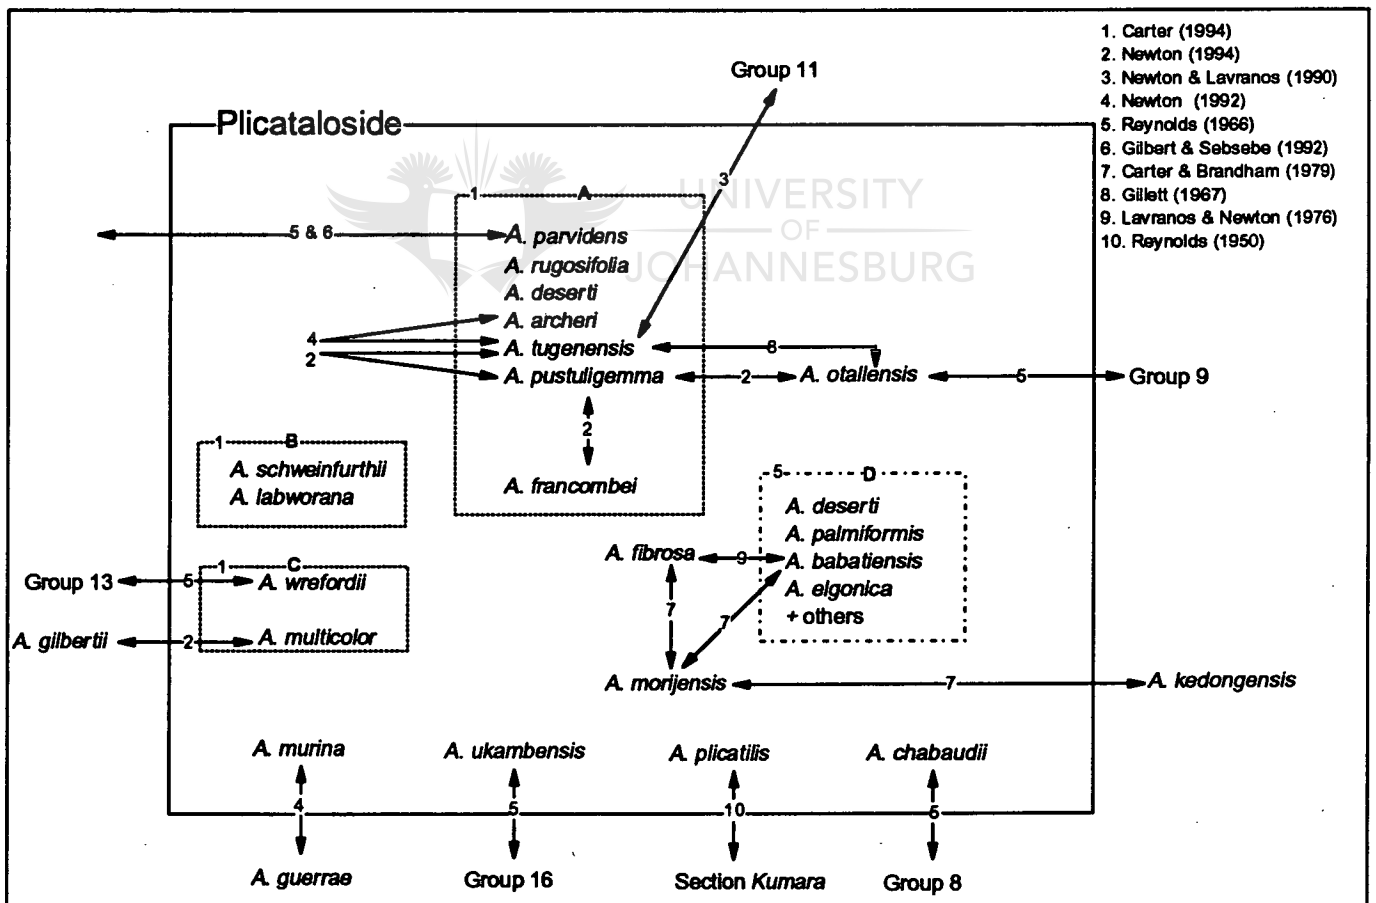 1. Carter (1994)
2. Newton (1994)
3. Newton & Lavranos (1990)
4. Newton (1992)
5. Reynolds (1966)
6. Gilbert & Sebsebe (1992)
7. Carter & Brandham (1979)
8. Gillett (1967)
9. Lavranos & Newton (1976)
10. Reynolds (1950)
Group 11
Plicataloside
UNIVERSITY
OF
JOHANNESBURG
3
1 A
5 & 6
A. parvidens
A. rugosifolia
A. deserti
A. archeri
4
A. tugenensis
8
2
A. pustuligemma
2
A. otallensis
5
Group 9
2
A. francombei
1 B
A. schweinfurthii
A. labworana
5 D
A. deserti
A. palmiformis
A. fibrosa
9
A. babatiensis
A. elgonica
+ others
1 C
Group 13
5
A. wrefordii
A. gilbertii
2
A. multicolor
7
7
A. morijensis
7
A. kedongensis
A. murina
A. ukambensis
A. plicatilis
A. chabaudii
4
5
10
5
A. guerrae
Group 16
Section Kumara
Group 8